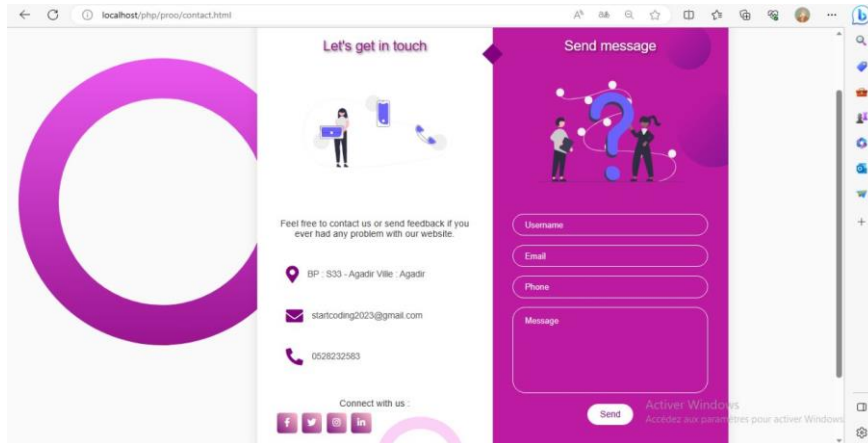 localhost/php/proo/contact.html
Let's get in touch
Send message
Feel free to contact us or send feedback if you
ever had any problem with our website.
BP : S33 - Agadir Ville : Agadir
startcoding2023@gmail.com
0528232583
Connect with us :
Username
Email
Phone
Message
Send
Activer Windows
Accédez aux paramètres pour activer Windows.